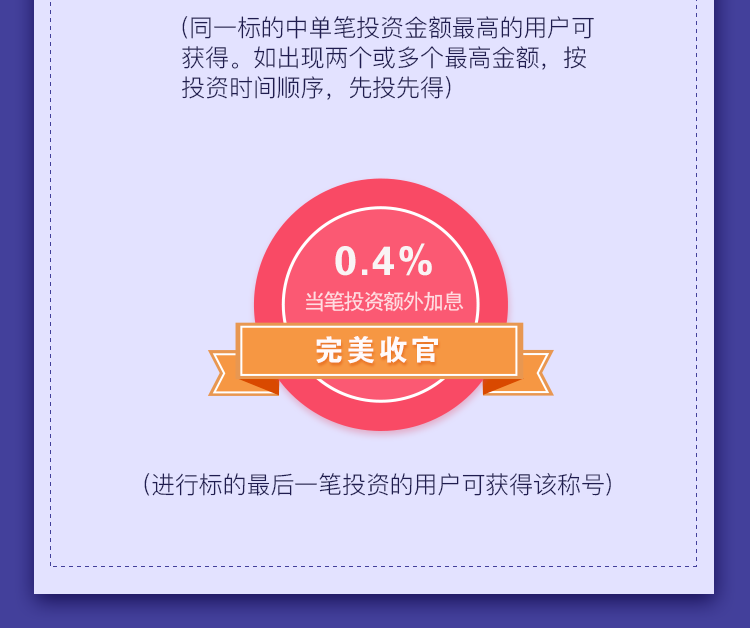 (同一标的中单笔投资金额最高的用户可
获得。如出现两个或多个最高金额，按
投资时间顺序，先投先得)
0.4%
当笔投资额外加息
完美收官
(进行标的最后一笔投资的用户可获得该称号)